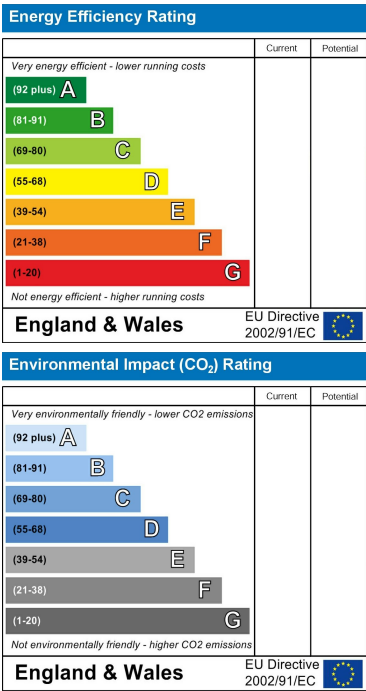 Energy Efficiency Rating
Current Potential
Very energy efficient - lower running costs
(92 plus) A
(81-91) B
(69-80) C
(55-68) D
(39-54) E
(21-38) F
(1-20) G
Not energy efficient - higher running costs
England & Wales
EU Directive
2002/91/EC
Environmental Impact (CO₂) Rating
Current Potential
Very environmentally friendly - lower CO2 emissions
(92 plus) A
(81-91) B
(69-80) C
(55-68) D
(39-54) E
(21-38) F
(1-20) G
Not environmentally friendly - higher CO2 emissions
England & Wales
EU Directive
2002/91/EC